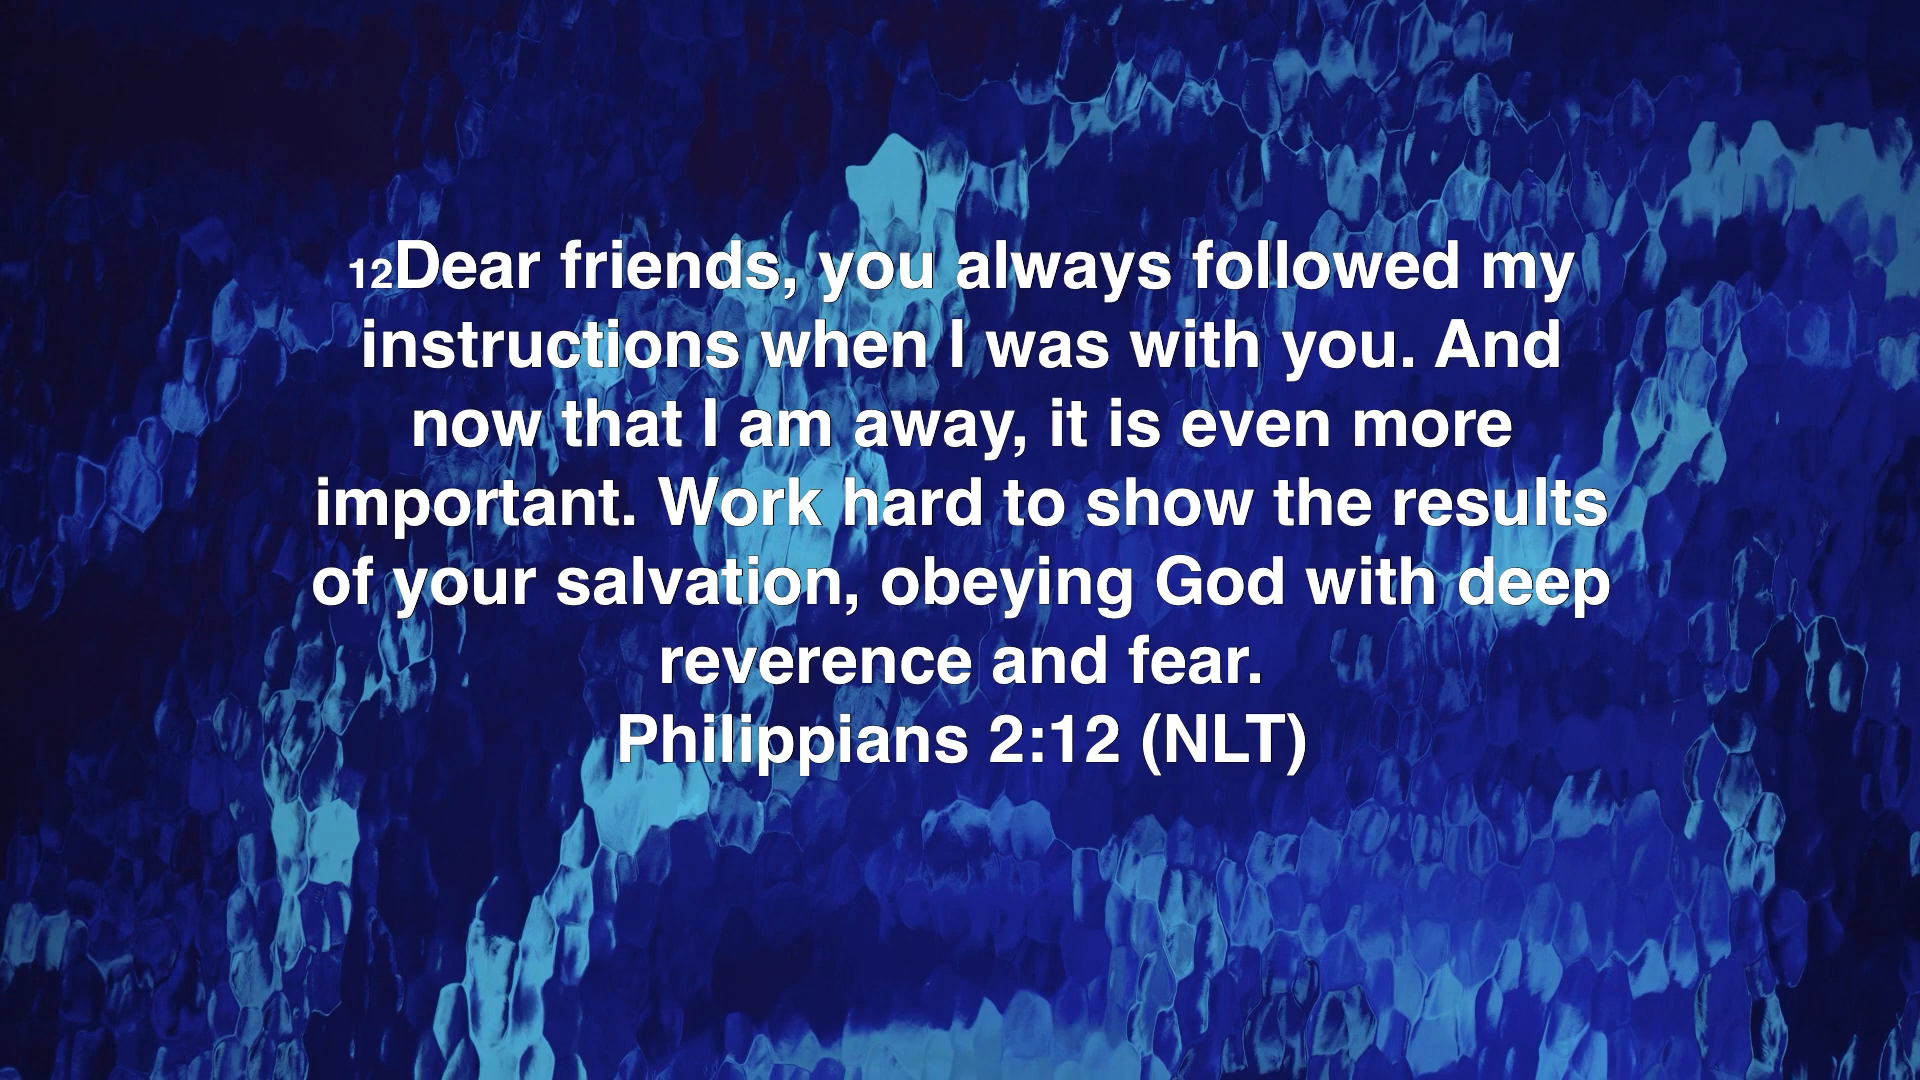 12Dear friends, you always followed my
instructions when I was with you. And
now that I am away, it is even more
important. Work hard to show the results
of your salvation, obeying God with deep
reverence and fear.
Philippians 2:12 (NLT)